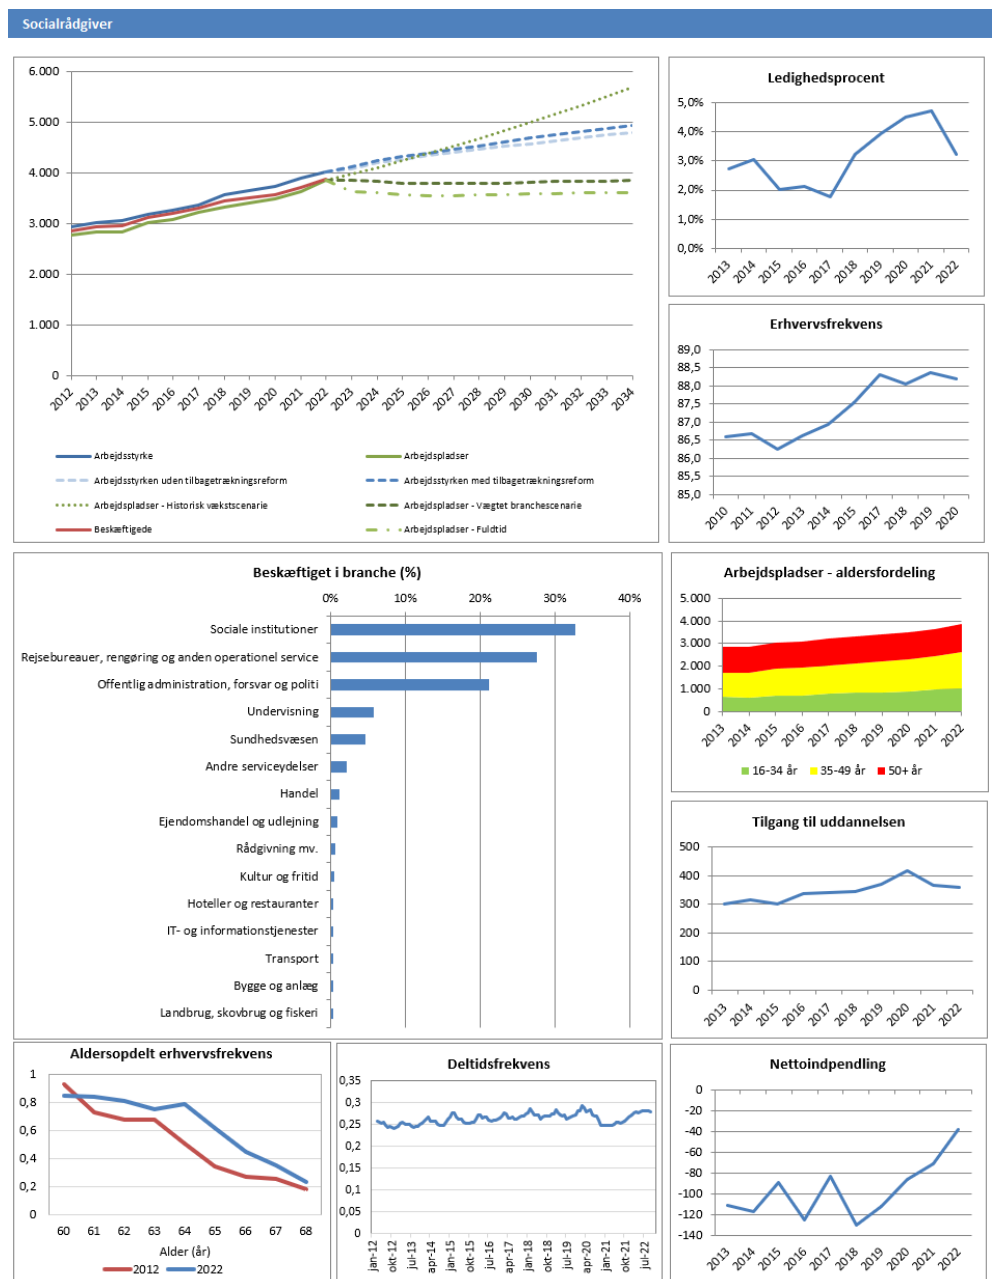 Socialrådgiver
6.000
5.000
4.000
3.000
2.000
1.000
0
2012 2013 2014 2015 2016 2017 2018 2019 2020 2021 2022 2023 2024 2025 2026 2027 2028 2029 2030 2031 2032 2033 2034
Arbejdsstyrke
Arbejdspladser
Arbejdsstyrken uden tilbagetrækningsreform
Arbejdsstyrken med tilbagetrækningsreform
Arbejdspladser - Historisk vækstscenarie
Arbejdspladser - Vægtet branchescenarie
Beskæftigede
Arbejdspladser - Fuldtid
Ledighedsprocent
5,0%
4,0%
3,0%
2,0%
1,0%
0,0%
2013 2014 2015 2016 2017 2018 2019 2020 2021 2022
Erhvervsfrekvens
89,0
88,5
88,0
87,5
87,0
86,5
86,0
85,5
85,0
2010 2011 2012 2013 2014 2015 2017 2018 2019 2020
Beskæftiget i branche (%)
0% 10% 20% 30% 40%
Sociale institutioner
Rejsebureauer, rengøring og anden operationel service
Offentlig administration, forsvar og politi
Undervisning
Sundhedsvæsen
Andre serviceydelser
Handel
Ejendomshandel og udlejning
Rådgivning mv.
Kultur og fritid
Hoteller og restauranter
IT- og informationstjenester
Transport
Bygge og anlæg
Landbrug, skovbrug og fiskeri
Arbejdspladser - aldersfordeling
5.000
4.000
3.000
2.000
1.000
0
2013 2014 2015 2016 2017 2018 2019 2020 2021 2022
16-34 år 35-49 år 50+ år
Tilgang til uddannelsen
500
400
300
200
100
0
2013 2014 2015 2016 2017 2018 2019 2020 2021 2022
Aldersopdelt erhvervsfrekvens
1
0,8
0,6
0,4
0,2
0
60 61 62 63 64 65 66 67 68
Alder (år)
2012 2022
Deltidsfrekvens
0,35
0,3
0,25
0,2
0,15
0,1
0,05
0
jan-12 okt-12 jul-13 apr-14 jan-15 okt-15 jul-16 apr-17 jan-18 okt-18 jul-19 apr-20 jan-21 okt-21 jul-22
Nettoindpendling
0
-20
-40
-60
-80
-100
-120
-140
2013 2014 2015 2016 2017 2018 2019 2020 2021 2022